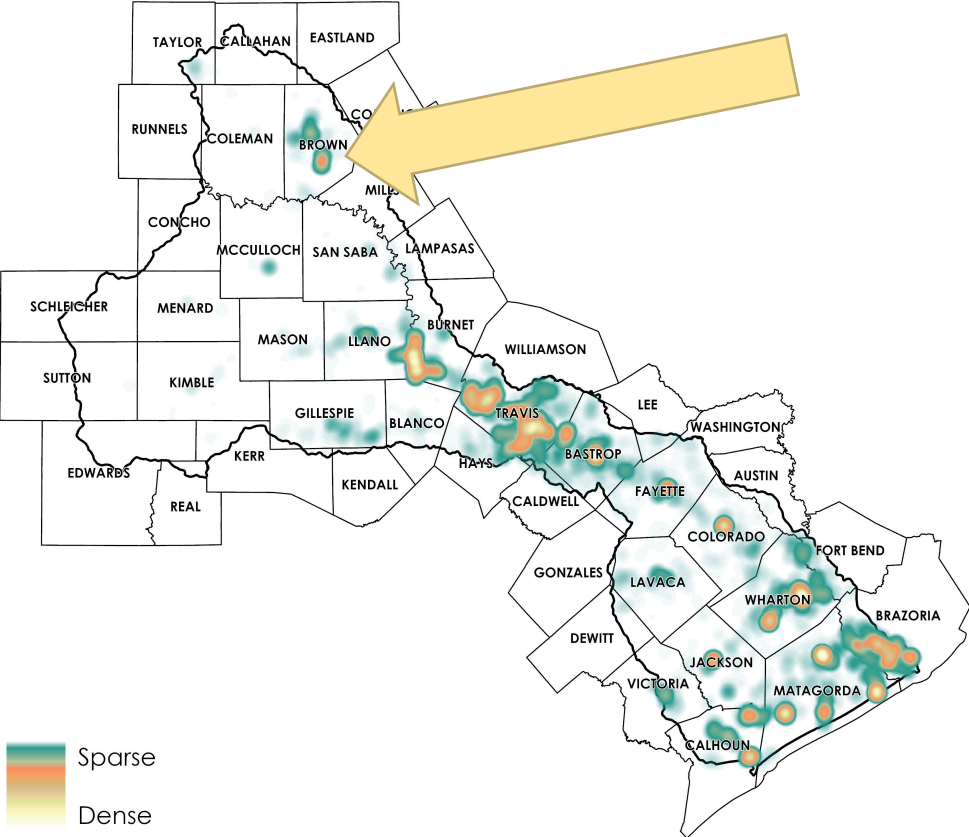 TAYLOR
CALLAHAN
EASTLAND
RUNNELS
COLEMAN
BROWN
MILLS
CONCHO
MCCULLOCH
SAN SABA
LAMPASAS
SCHLEICHER
MENARD
MASON
LLANO
BURNET
WILLIAMSON
SUTTON
KIMBLE
GILLESPIE
BLANCO
TRAVIS
LEE
WASHINGTON
EDWARDS
KERR
KENDALL
REAL
HAYS
BASTROP
CALDWELL
FAYETTE
AUSTIN
COLORADO
FORT BEND
GONZALES
LAVACA
WHARTON
BRAZORIA
DEWITT
JACKSON
VICTORIA
MATAGORDA
CALHOUN
Sparse
Dense